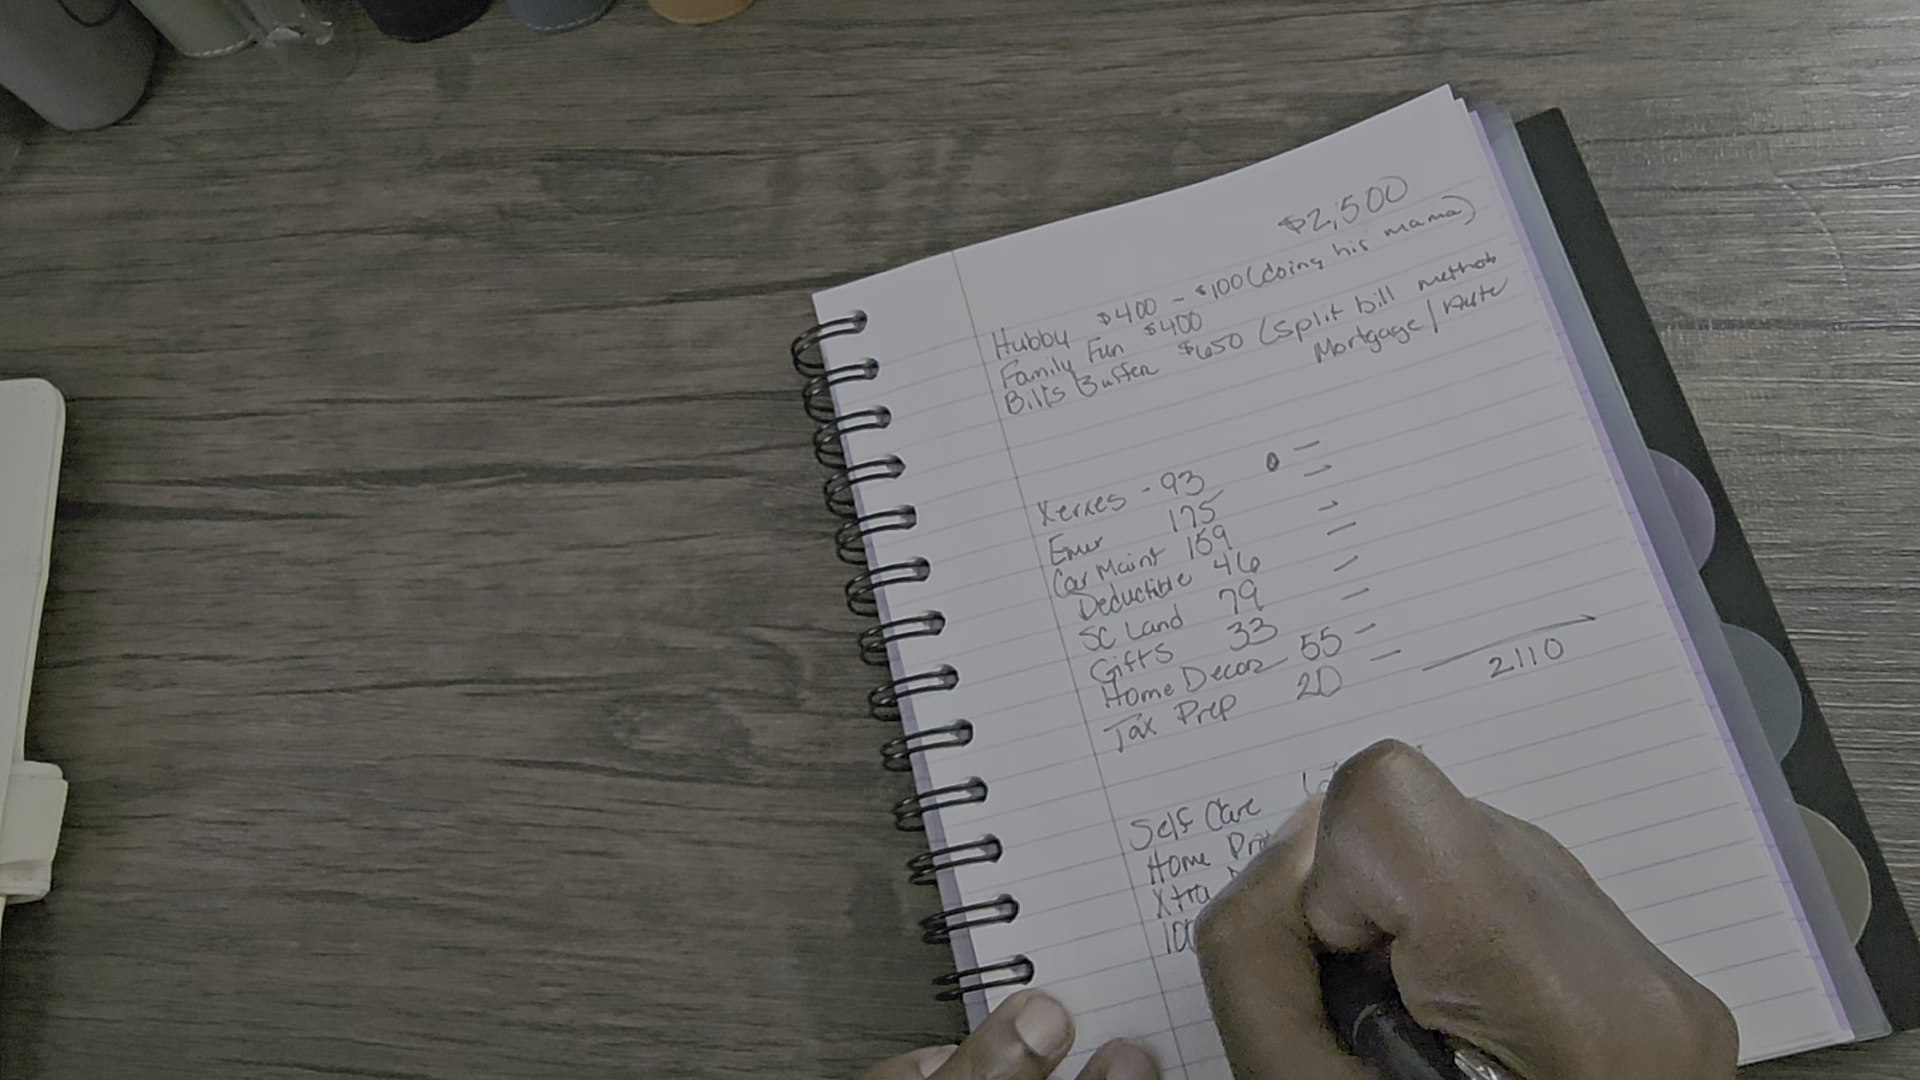 $2,500
Hubby $400 - $100 (doing his mama)
Family Fun $400
Bills Buffer $650 (split bill method
Mortgage /
Xerxes - 93
Emer 175
Car Maint 159
Deductible 46
SC Land 79
Gifts 33
Home Decor 55
Tax Prep 20
2110
Self Care
Home
Xtra